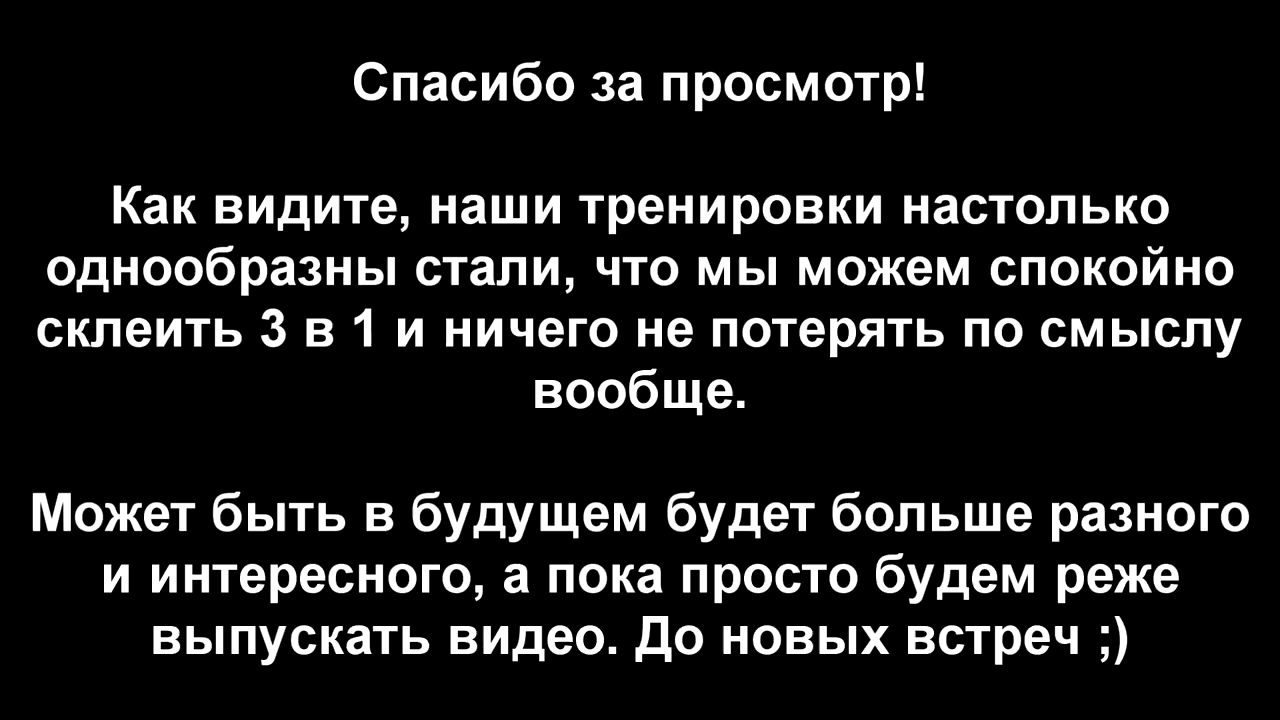 Спасибо за просмотр!
Как видите, наши тренировки настолько
однообразны стали, что мы можем спокойно
склеить 3 в 1 и ничего не потерять по смыслу
вообще.
Может быть в будущем будет больше разного
и интересного, а пока просто будем реже
выпускать видео. До новых встреч ;)